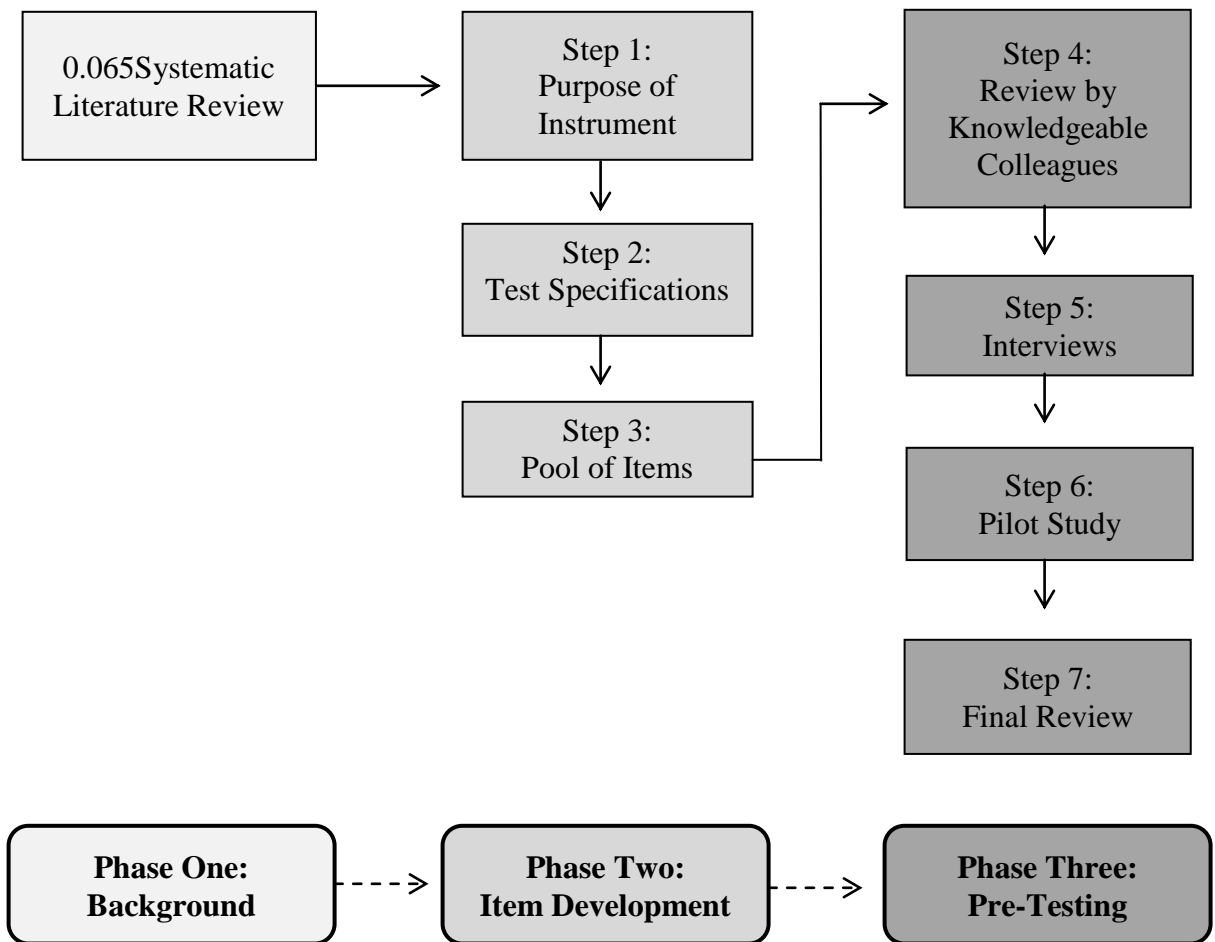 0.065Systematic
Literature Review
Step 1:
Purpose of
Instrument
Step 2:
Test Specifications
Step 3:
Pool of Items
Step 4:
Review by
Knowledgeable
Colleagues
Step 5:
Interviews
Step 6:
Pilot Study
Step 7:
Final Review
Phase One:
Background
Phase Two:
Item Development
Phase Three:
Pre-Testing